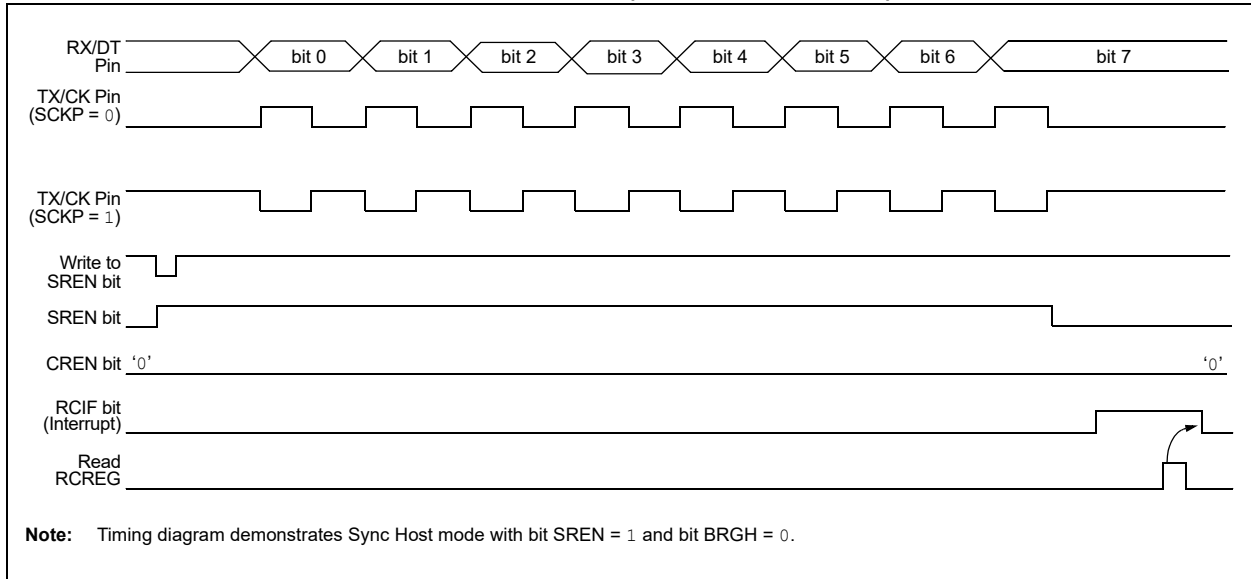 RX/DT
Pin
bit 0 bit 1 bit 2 bit 3 bit 4 bit 5 bit 6 bit 7
TX/CK Pin
(SCKP = 0)
TX/CK Pin
(SCKP = 1)
Write to
SREN bit
SREN bit
CREN bit ‘0’ ‘0’
RCIF bit
(Interrupt)
Read
RCREG
Note: Timing diagram demonstrates Sync Host mode with bit SREN = 1 and bit BRGH = 0.